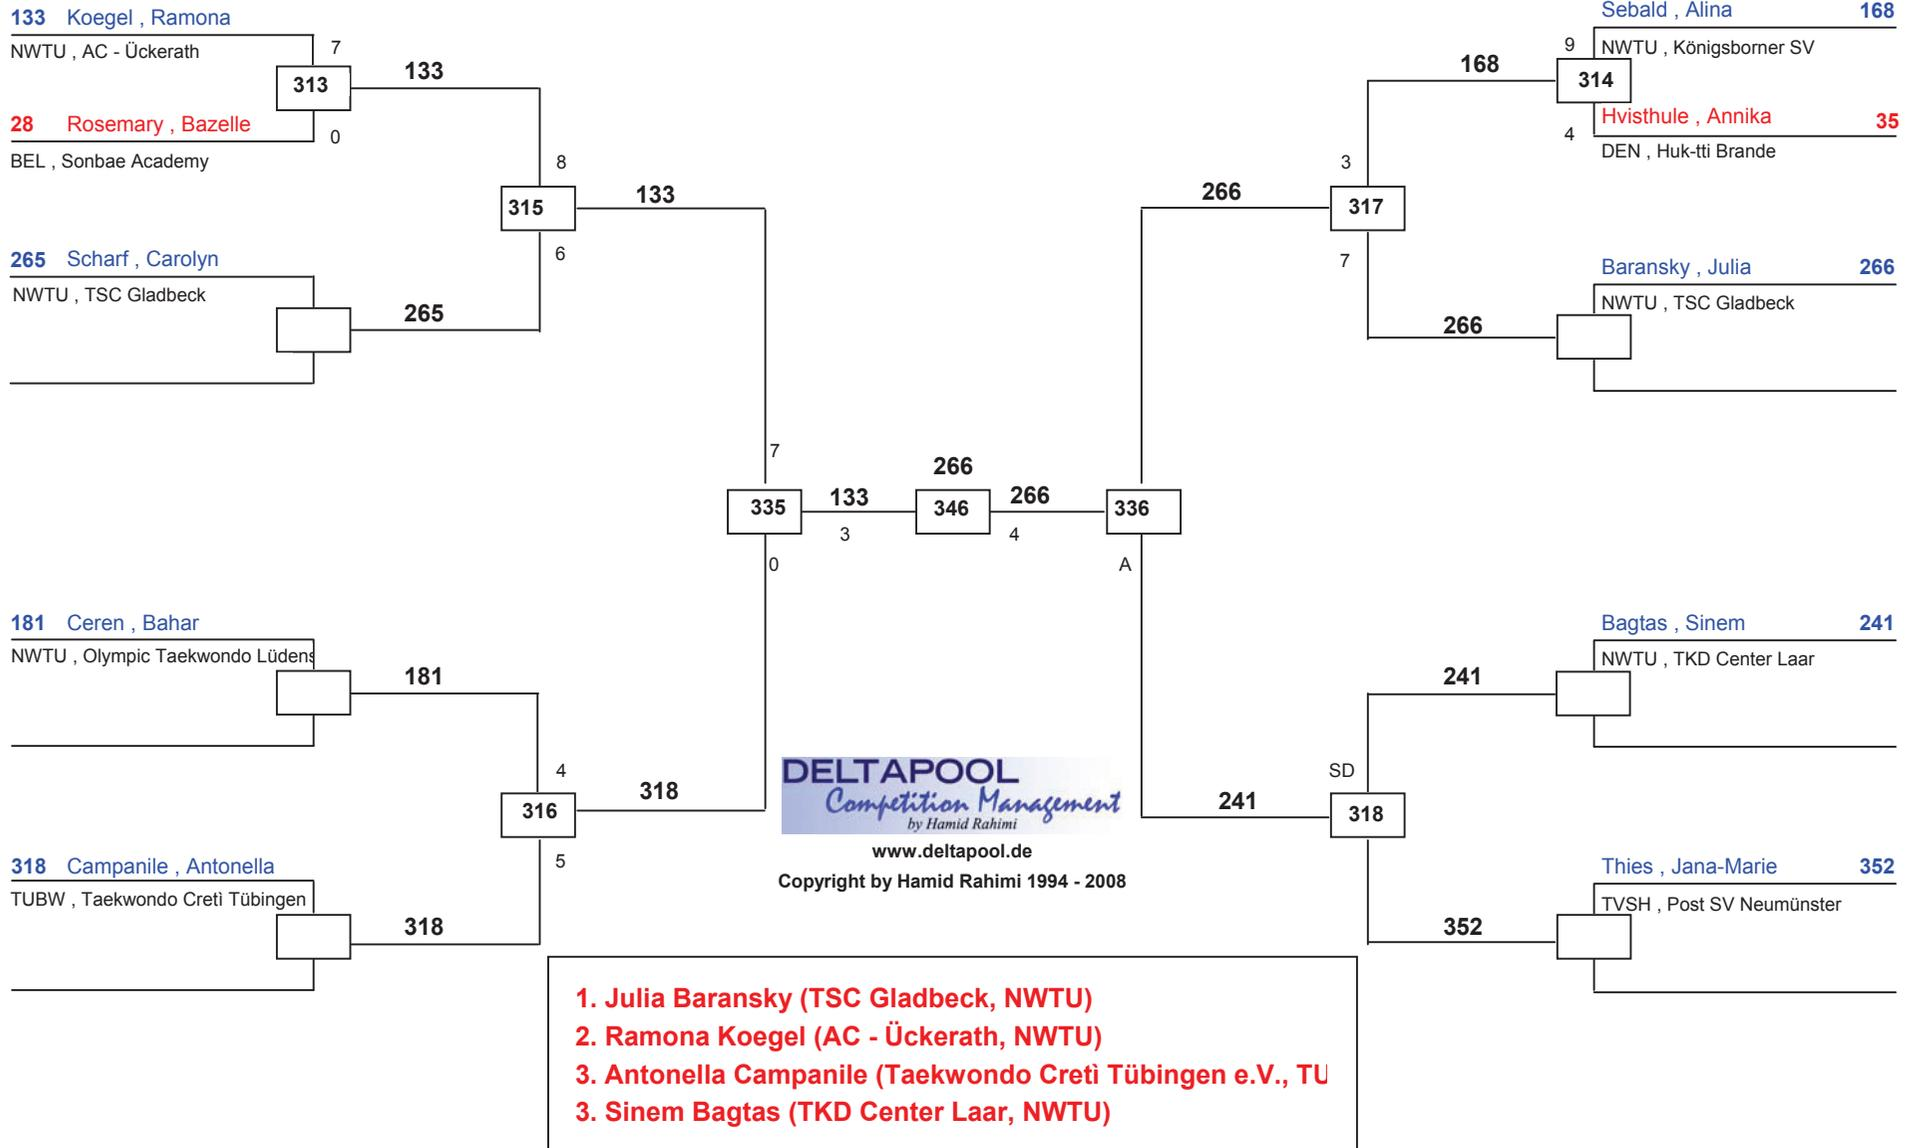 133 Koegel , Ramona
NWTU , AC - Ückerath
7
313
133
28 Rosemary , Bazelle
0
BEL , Sonbae Academy
8
315
133
6
265 Scharf , Carolyn
NWTU , TSC Gladbeck
265
7
335
133
3
0
181 Ceren , Bahar
NWTU , Olympic Taekwondo Lüdens
181
4
316
318
5
318 Campanile , Antonella
TUBW , Taekwondo Cretì Tübingen
318
266
346
Sebald , Alina 168
9
NWTU , Königsborner SV
168
314
Hvisthule , Annika 35
4
DEN , Huk-tti Brande
3
266
317
7
Baransky , Julia 266
NWTU , TSC Gladbeck
266
266
336
4
A
Bagtas , Sinem 241
NWTU , TKD Center Laar
241
SD
241
318
Thies , Jana-Marie 352
TVSH , Post SV Neumünster
352
DELTAPOOL
Competition Management
by Hamid Rahimi
www.deltapool.de
Copyright by Hamid Rahimi 1994 - 2008
1. Julia Baransky (TSC Gladbeck, NWTU)
2. Ramona Koegel (AC - Ückerath, NWTU)
3. Antonella Campanile (Taekwondo Cretì Tübingen e.V., TU
3. Sinem Bagtas (TKD Center Laar, NWTU)